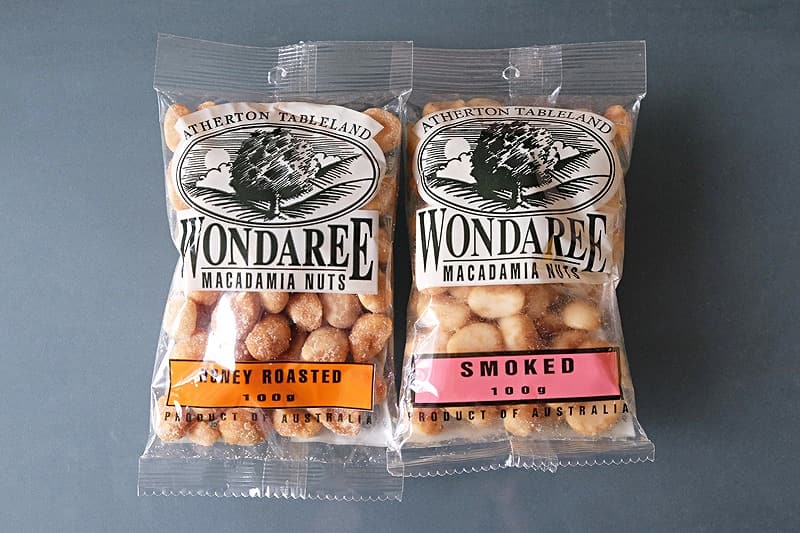 ATHERTON TABLELAND
WONDAREE
MACADAMIA NUTS
HONEY ROASTED
100g
PRODUCT OF AUSTRALIA
ATHERTON TABLELAND
WONDAREE
MACADAMIA NUTS
SMOKED
100g
PRODUCT OF AUSTRALIA